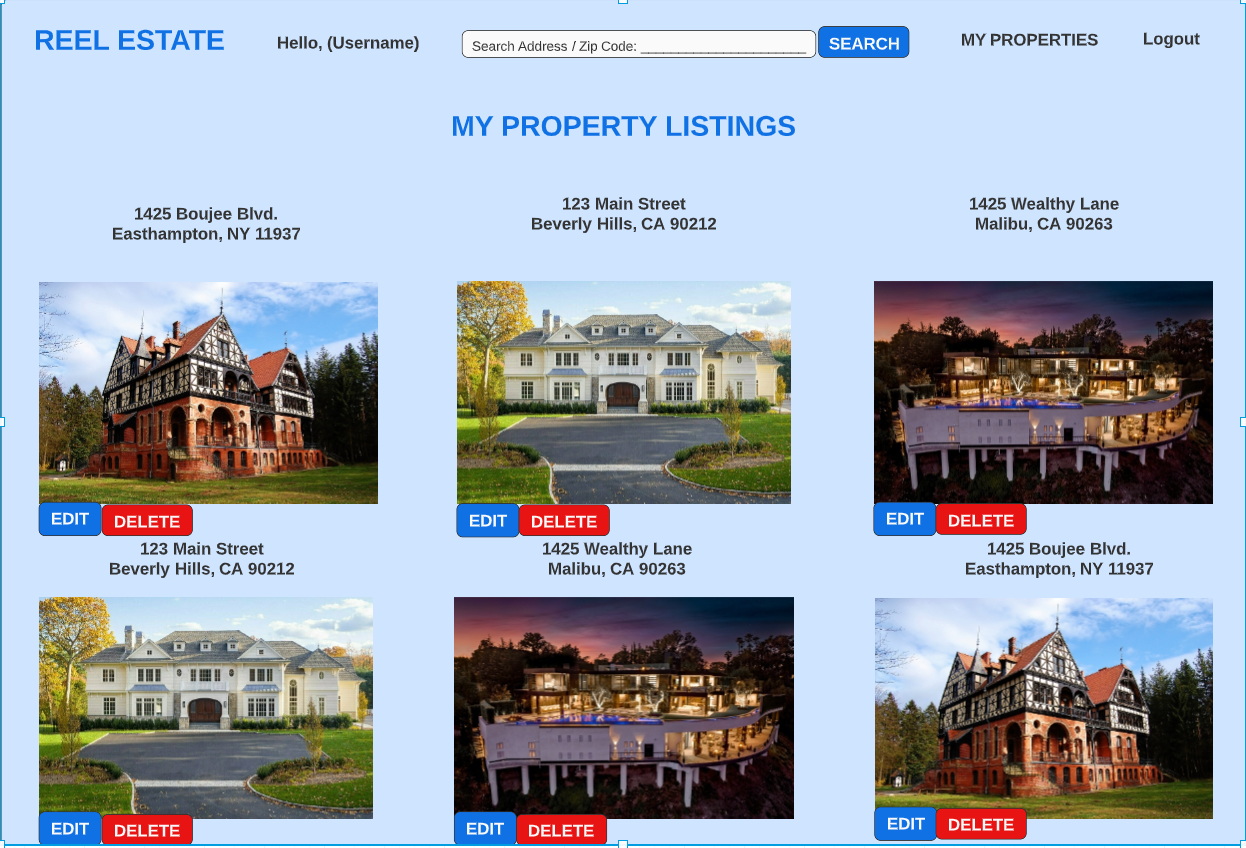 REEL ESTATE
Hello, (Username)
Search Address / Zip Code: ______________________
SEARCH
MY PROPERTIES
Logout
MY PROPERTY LISTINGS
1425 Boujee Blvd.
Easthampton, NY 11937
123 Main Street
Beverly Hills, CA 90212
1425 Wealthy Lane
Malibu, CA 90263
EDIT
DELETE
EDIT
DELETE
EDIT
DELETE
123 Main Street
Beverly Hills, CA 90212
1425 Wealthy Lane
Malibu, CA 90263
1425 Boujee Blvd.
Easthampton, NY 11937
EDIT
DELETE
EDIT
DELETE
EDIT
DELETE